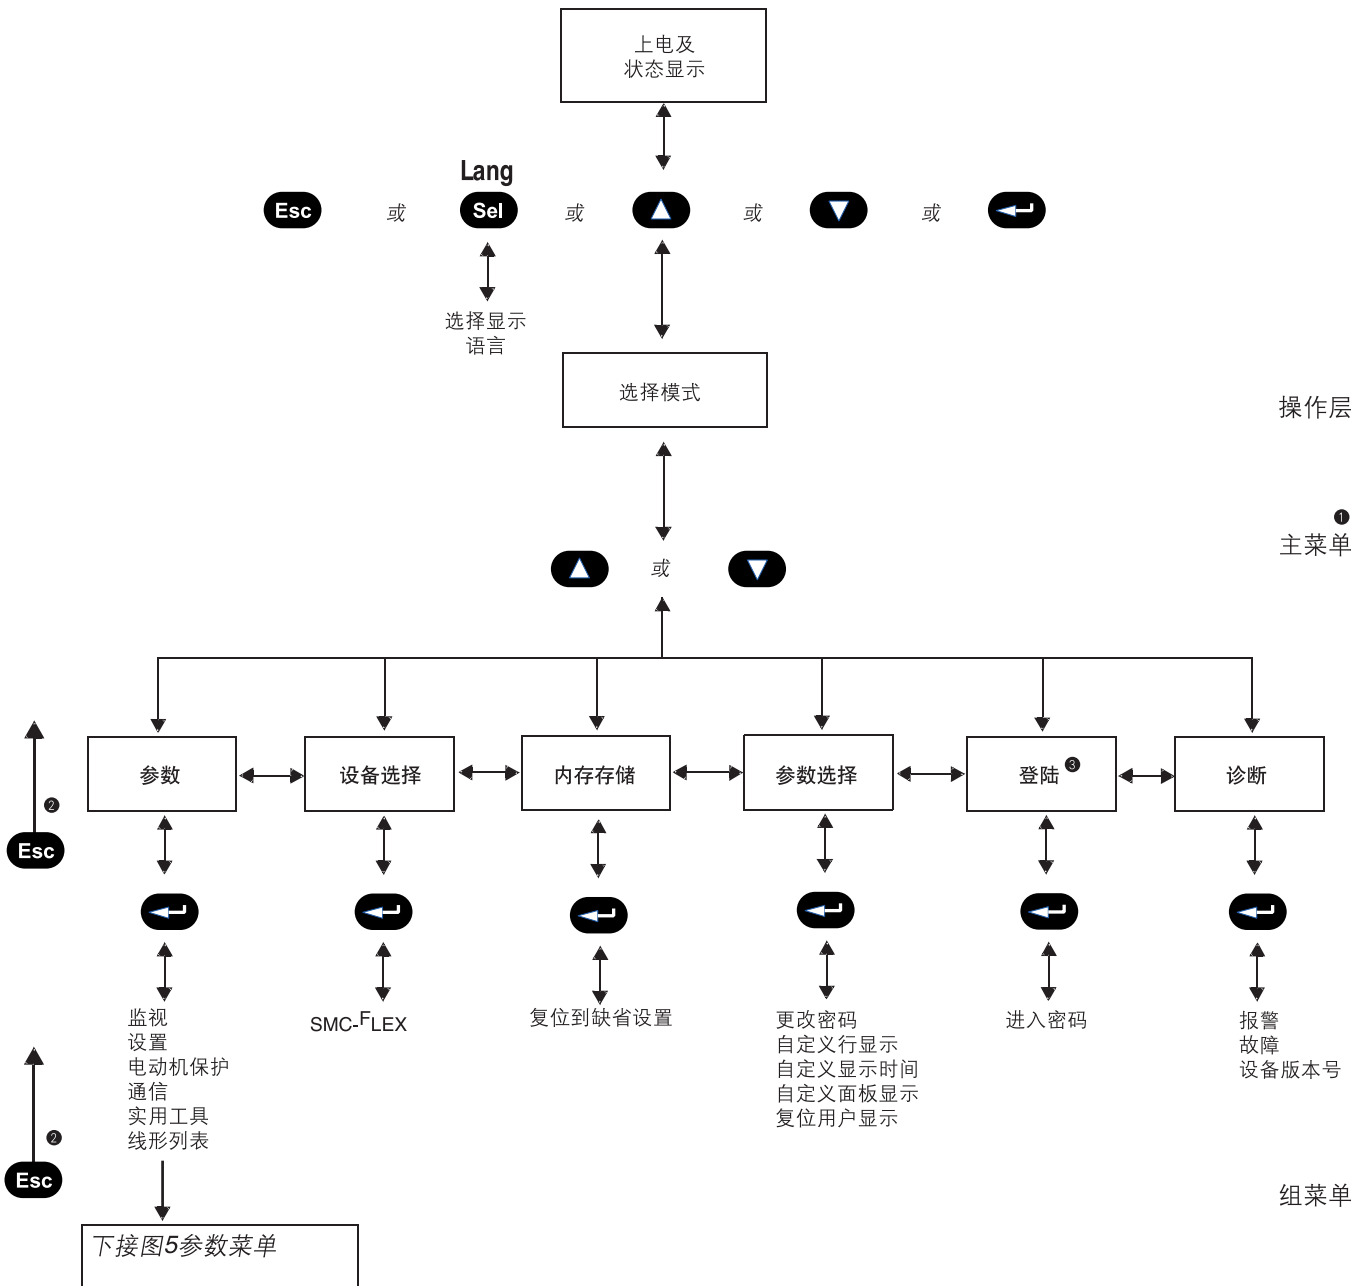 上电及
状态显示
Lang
Esc 或 Sel 或 或 或
选择显示
语言
选择模式
操作层
❶
主菜单
或
参数 设备选择 内存存储 参数选择 登陆❸ 诊断
❷
Esc
监视
设置
电动机保护
通信
实用工具
线形列表
SMC-FLEX
复位到缺省设置
更改密码
自定义行显示
自定义显示时间
自定义面板显示
复位用户显示
进入密码
报警
故障
设备版本号
❷
Esc
组菜单
下接图5参数菜单